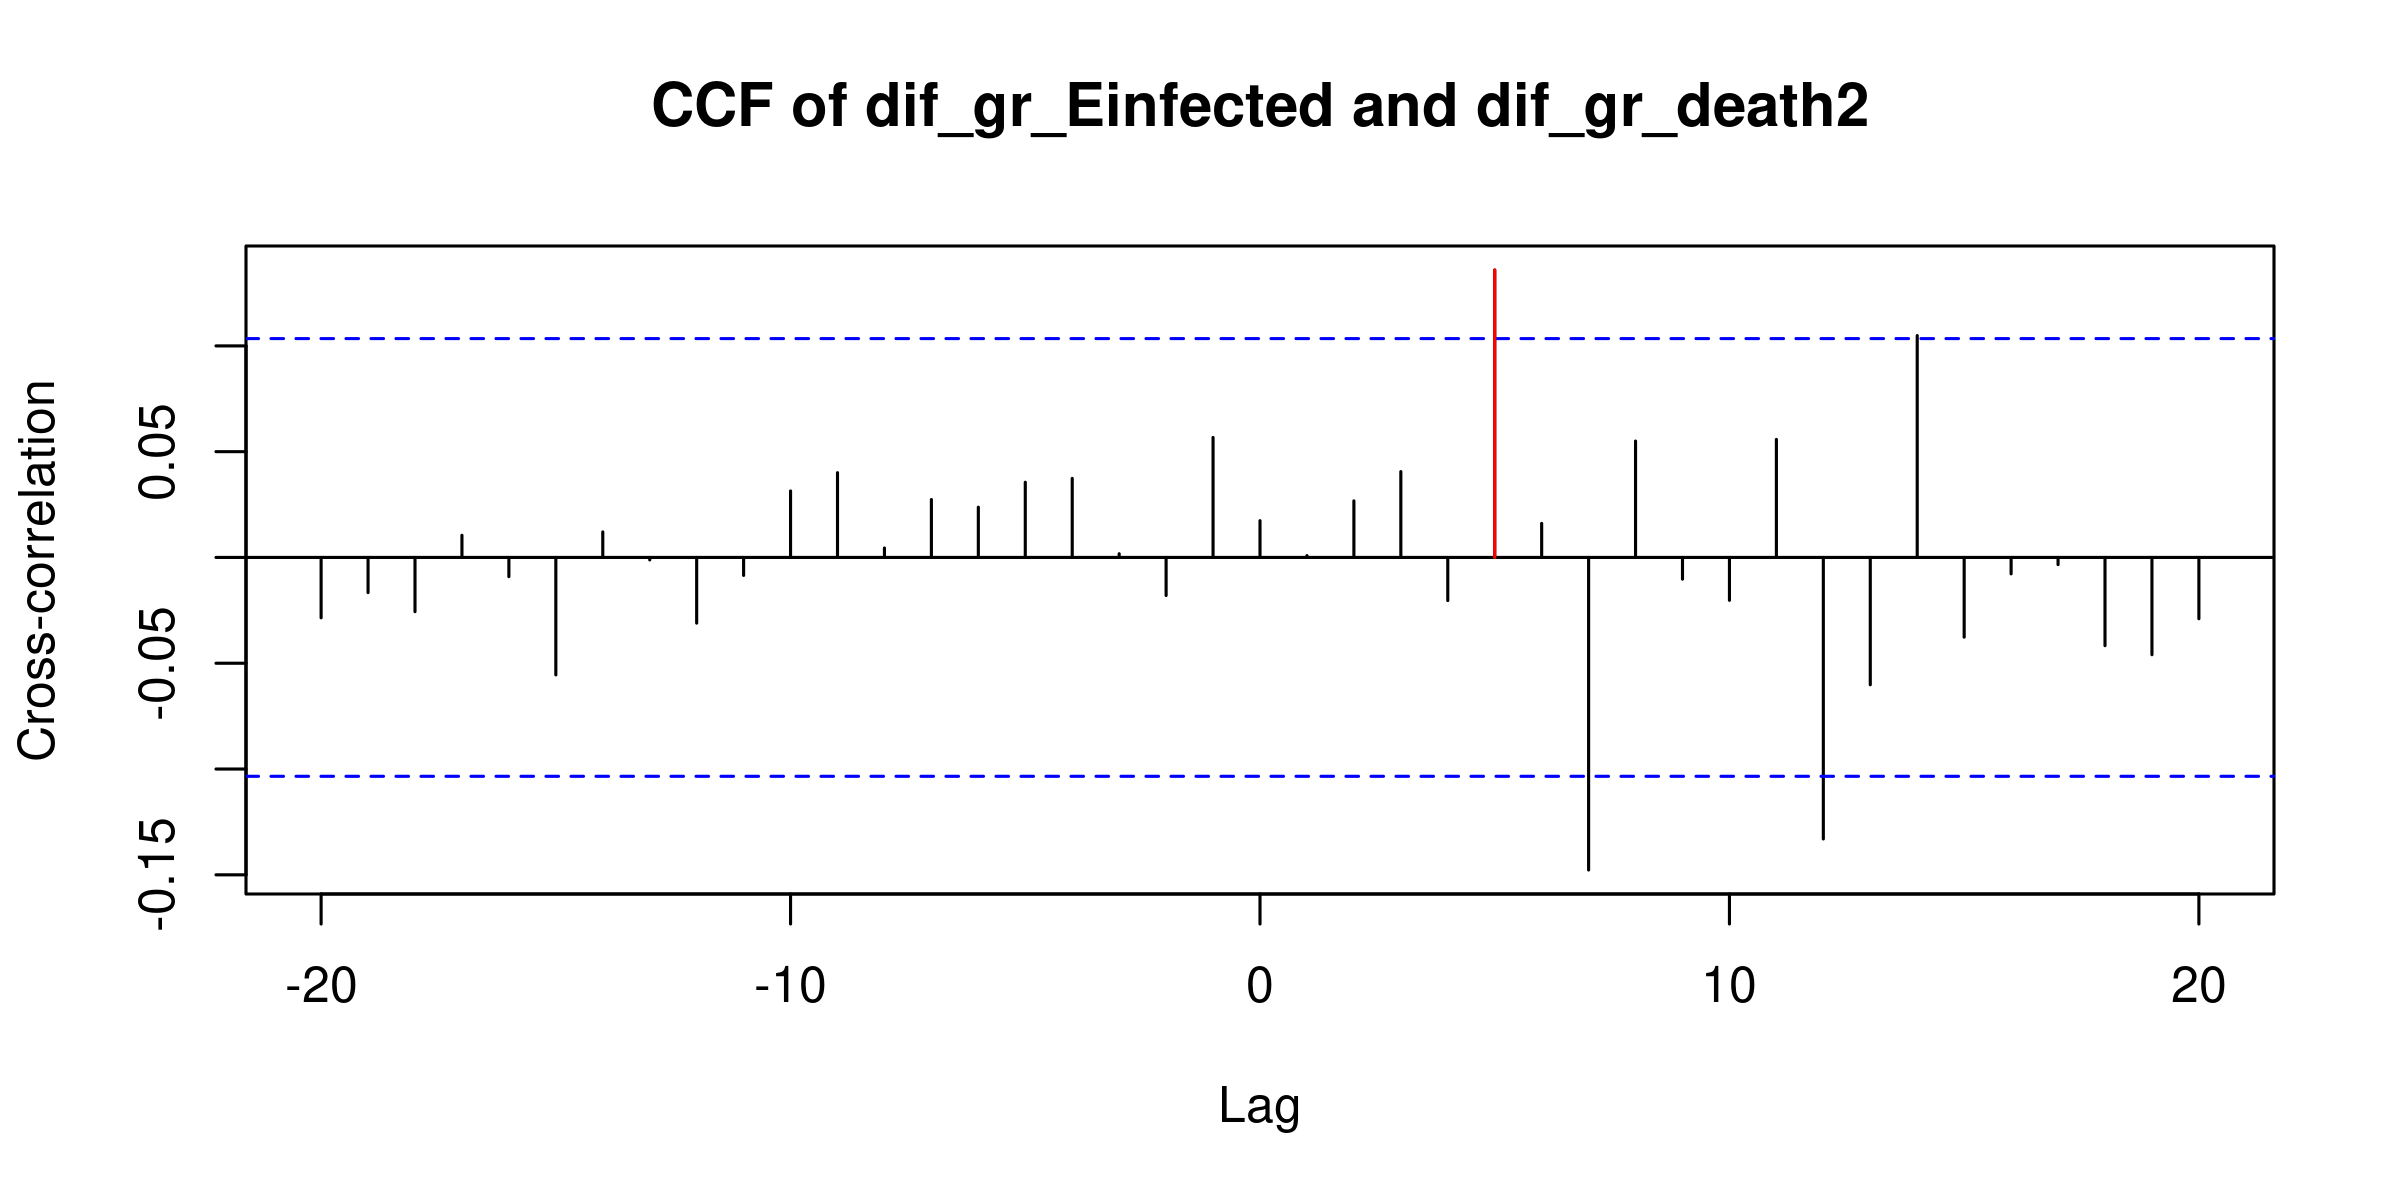 CCF of dif_gr_Einfected and dif_gr_death2
Cross-correlation
0.05
-0.05
-0.15
-20 -10 0 10 20
Lag